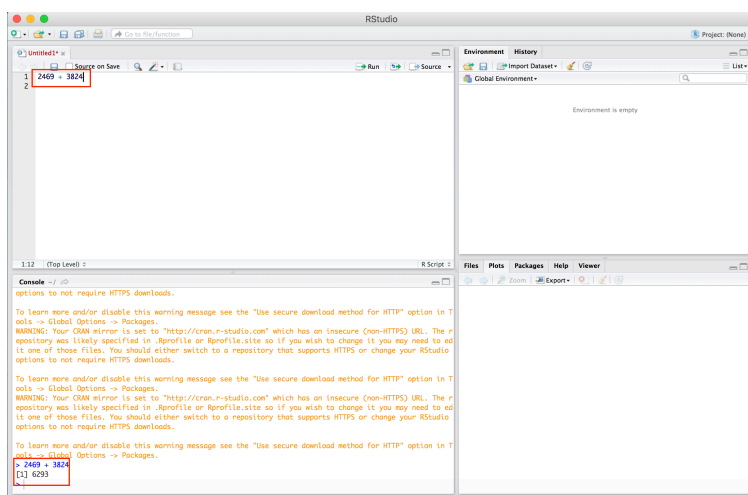 RStudio
Go to file/function
Project: (None)
Untitled1*
Source on Save
Run
Source
1 2469 + 3824
2
1:12 (Top Level)
R Script
Console ~/
options to not require HTTPS downloads.
To learn more and/or disable this warning message see the "Use secure download method for HTTP" option in T
ools -> Global Options -> Packages.
WARNING: Your CRAN mirror is set to "http://cran.r-studio.com" which has an insecure (non-HTTPS) URL. The r
epository was likely specified in .Rprofile or Rprofile.site so if you wish to change it you may need to ed
it one of those files. You should either switch to a repository that supports HTTPS or change your RStudio
options to not require HTTPS downloads.
To learn more and/or disable this warning message see the "Use secure download method for HTTP" option in T
ools -> Global Options -> Packages.
WARNING: Your CRAN mirror is set to "http://cran.r-studio.com" which has an insecure (non-HTTPS) URL. The r
epository was likely specified in .Rprofile or Rprofile.site so if you wish to change it you may need to ed
it one of those files. You should either switch to a repository that supports HTTPS or change your RStudio
options to not require HTTPS downloads.
To learn more and/or disable this warning message see the "Use secure download method for HTTP" option in T
ools -> Global Options -> Packages.
> 2469 + 3824
[1] 6293
>
Environment History
Import Dataset
List
Global Environment
Environment is empty
Files Plots Packages Help Viewer
Zoom Export